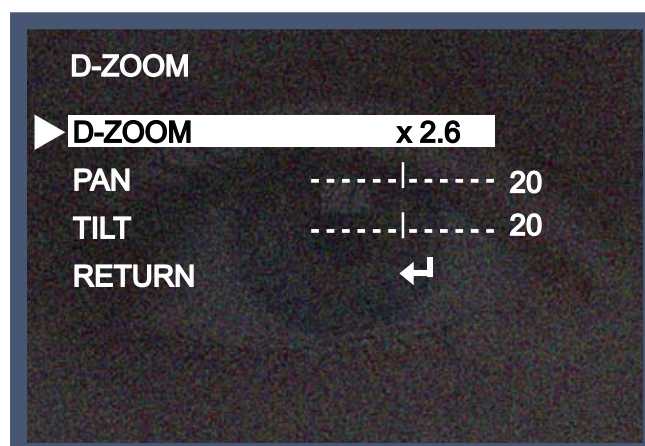 D-ZOOM
D-ZOOM x 2.6
PAN ------|------ 20
TILT ------|------ 20
RETURN ↵